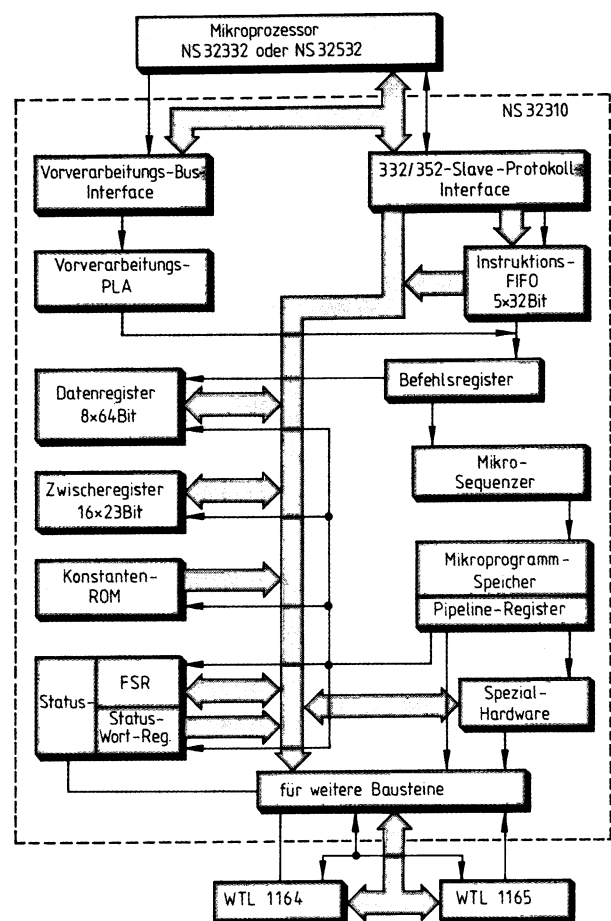 Mikroprozessor
NS 32332 oder NS 32532
NS 32310
Vorverarbeitungs-Bus-
Interface
332/352-Slave-Protokoll-
Interface
Vorverarbeitungs-
PLA
Instruktions-
FIFO
5×32Bit
Datenregister
8×64Bit
Befehlsregister
Zwischeregister
16×23Bit
Mikro-
Sequenzer
Konstanten-
ROM
Mikroprogramm-
Speicher
Pipeline-Register
Status-
FSR
Status-
Wort-Reg.
Spezial-
Hardware
für weitere Bausteine
WTL 1164
WTL 1165